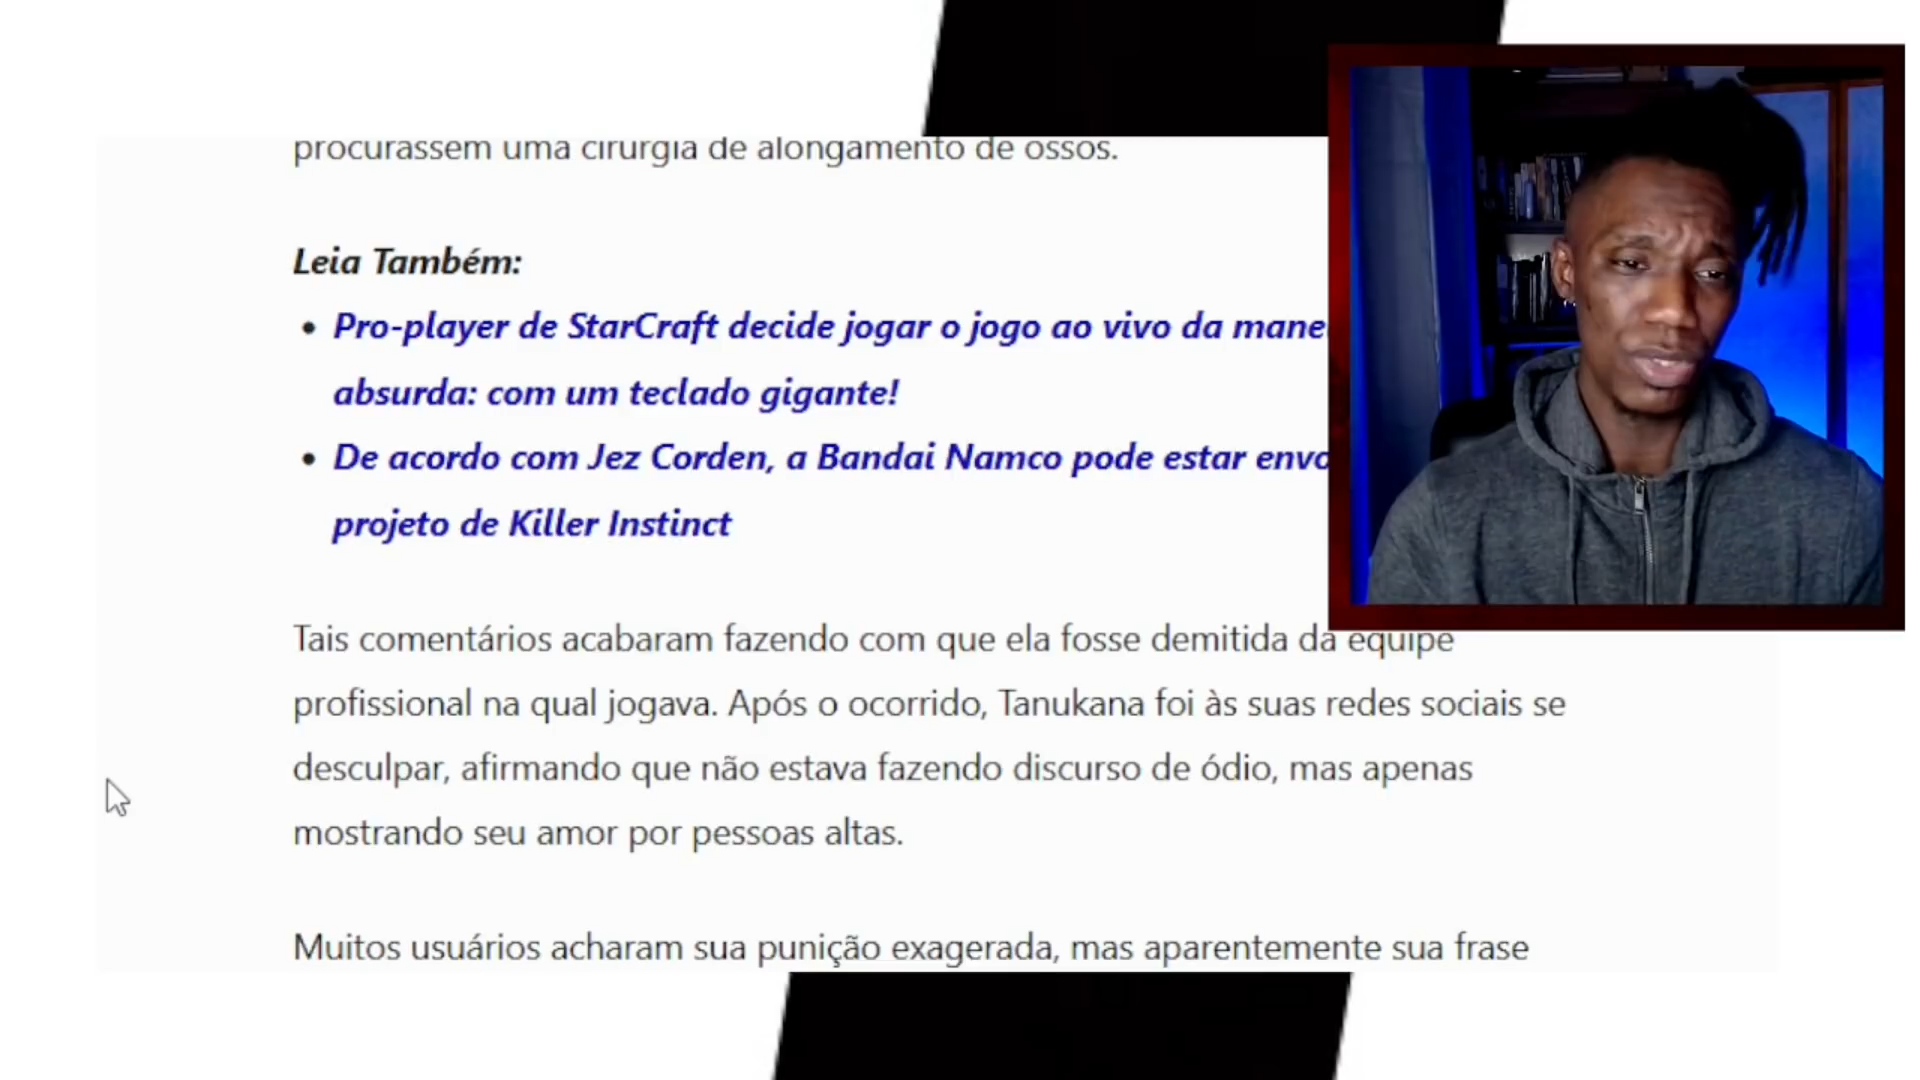 procurassem uma cirurgia de alongamento de ossos.
Leia Também:
• Pro-player de StarCraft decide jogar o jogo ao vivo da mane
absurda: com um teclado gigante!
• De acordo com Jez Corden, a Bandai Namco pode estar envo
projeto de Killer Instinct
Tais comentários acabaram fazendo com que ela fosse demitida da equipe
profissional na qual jogava. Após o ocorrido, Tanukana foi às suas redes sociais se
desculpar, afirmando que não estava fazendo discurso de ódio, mas apenas
mostrando seu amor por pessoas altas.
Muitos usuários acharam sua punição exagerada, mas aparentemente sua frase